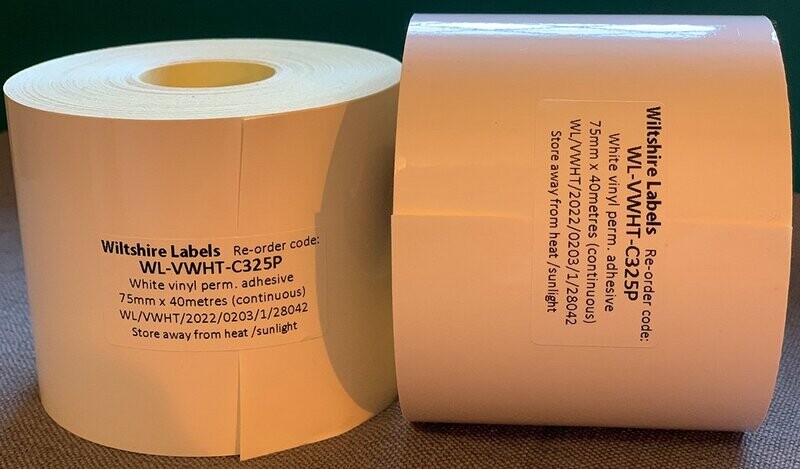 Wiltshire Labels Re-order code:
WL-VWHT-C325P
White vinyl perm. adhesive
75mm x 40metres (continuous)
WL/VWHT/2022/0203/1/28042
Store away from heat /sunlight
Wiltshire Labels Re-order code:
WL-VWHT-C325P
White vinyl perm. adhesive
75mm x 40metres (continuous)
WL/VWHT/2022/0203/1/28042
Store away from heat /sunlight